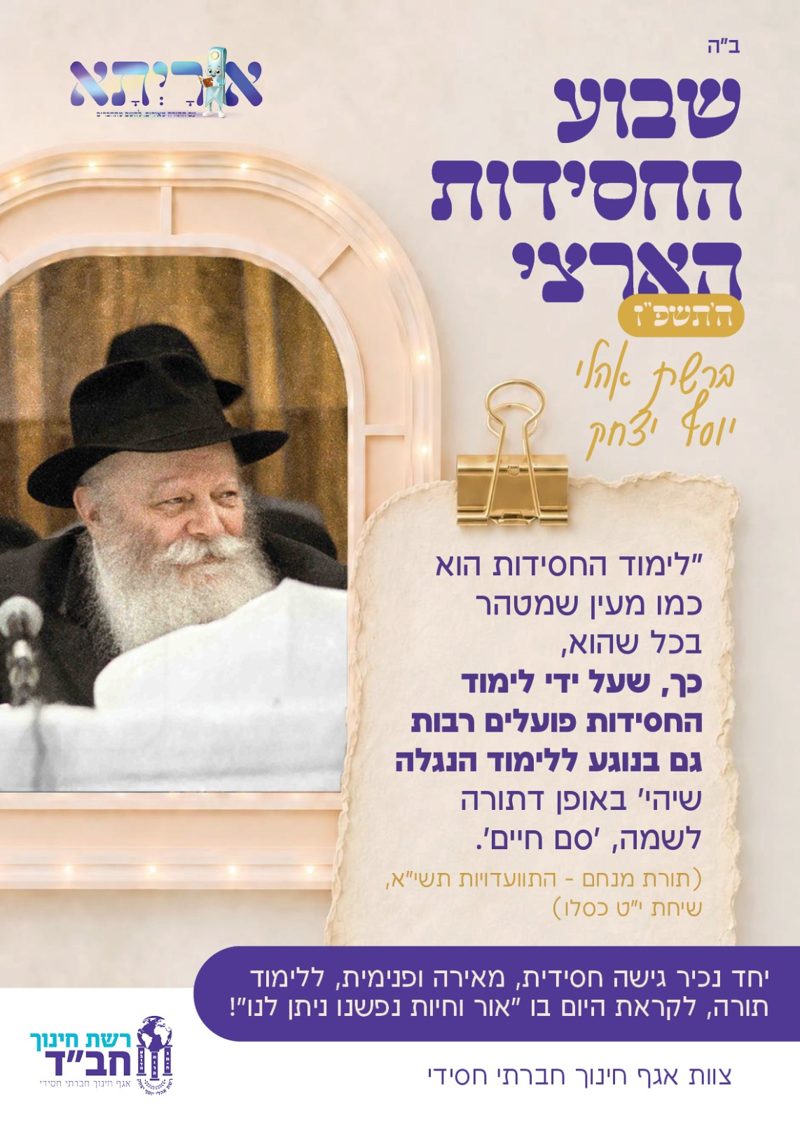 ב"ה
אוֹרַיְתָא
שבוע
החסידות
הארצי
ה'תשפ"ז
ברשת אהלי
יוסף יצחק
"לימוד החסידות הוא
כמו מעין שמטהר
בכל שהוא,
כך, שעל ידי לימוד
החסידות פועלים רבות
גם בנוגע ללימוד הנגלה
שיהי' באופן דתורה
לשמה, 'סם חיים'.
(תורת מנחם - התוועדויות תשי"א,
שיחת י"ט כסלו)
יחד נכיר גישה חסידית, מאירה ופנימית, ללימוד
תורה, לקראת היום בו "אור וחיות נפשנו ניתן לנו"!
רשת חינוך
חב"ד
אגף חינוך חברתי חסידי
צוות אגף חינוך חברתי חסידי